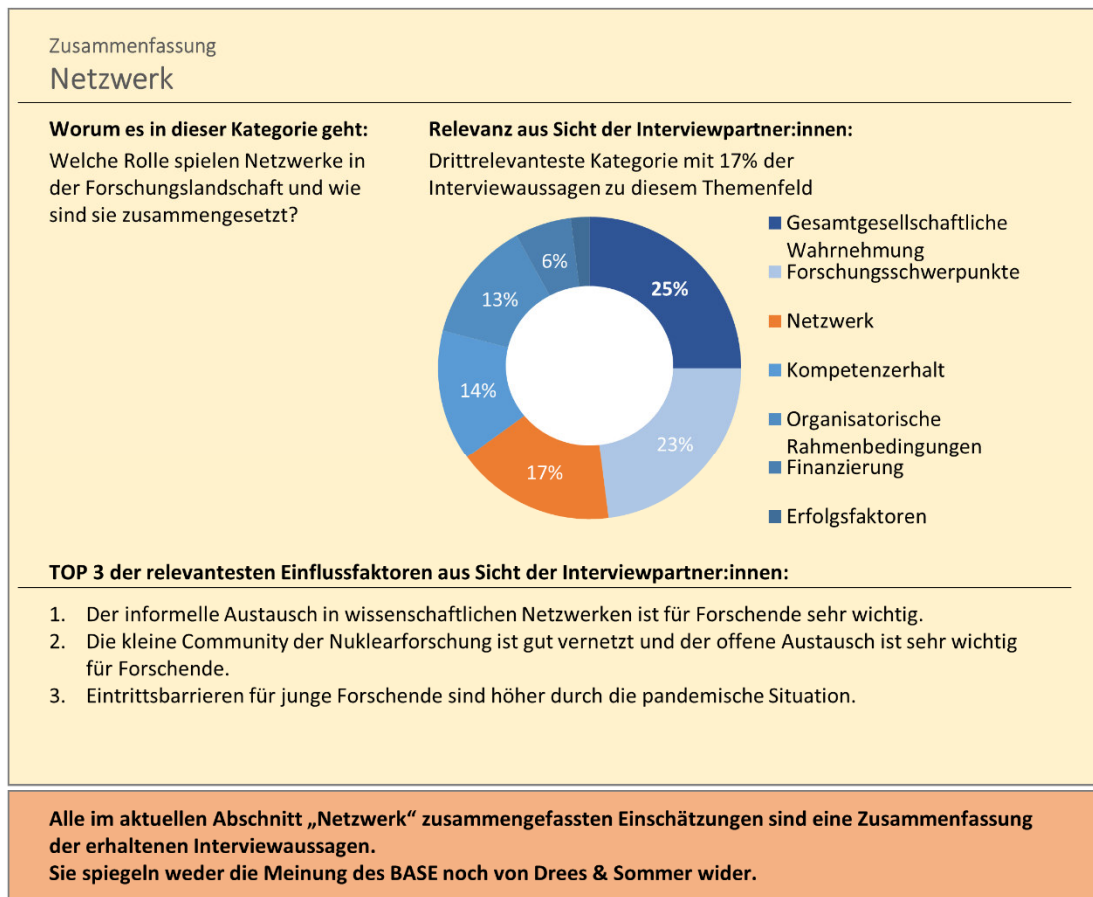 Zusammenfassung
Netzwerk
Worum es in dieser Kategorie geht:
Welche Rolle spielen Netzwerke in
der Forschungslandschaft und wie
sind sie zusammengesetzt?
Relevanz aus Sicht der Interviewpartner:innen:
Drittrelevanteste Kategorie mit 17% der
Interviewaussagen zu diesem Themenfeld
25%
23%
17%
14%
13%
6%
Gesamtgesellschaftliche
Wahrnehmung
Forschungsschwerpunkte
Netzwerk
Kompetenzerhalt
Organisatorische
Rahmenbedingungen
Finanzierung
Erfolgsfaktoren
TOP 3 der relevantesten Einflussfaktoren aus Sicht der Interviewpartner:innen:
1. Der informelle Austausch in wissenschaftlichen Netzwerken ist für Forschende sehr wichtig.
2. Die kleine Community der Nuklearforschung ist gut vernetzt und der offene Austausch ist sehr wichtig
für Forschende.
3. Eintrittsbarrieren für junge Forschende sind höher durch die pandemische Situation.
Alle im aktuellen Abschnitt „Netzwerk“ zusammengefassten Einschätzungen sind eine Zusammenfassung
der erhaltenen Interviewaussagen.
Sie spiegeln weder die Meinung des BASE noch von Drees & Sommer wider.